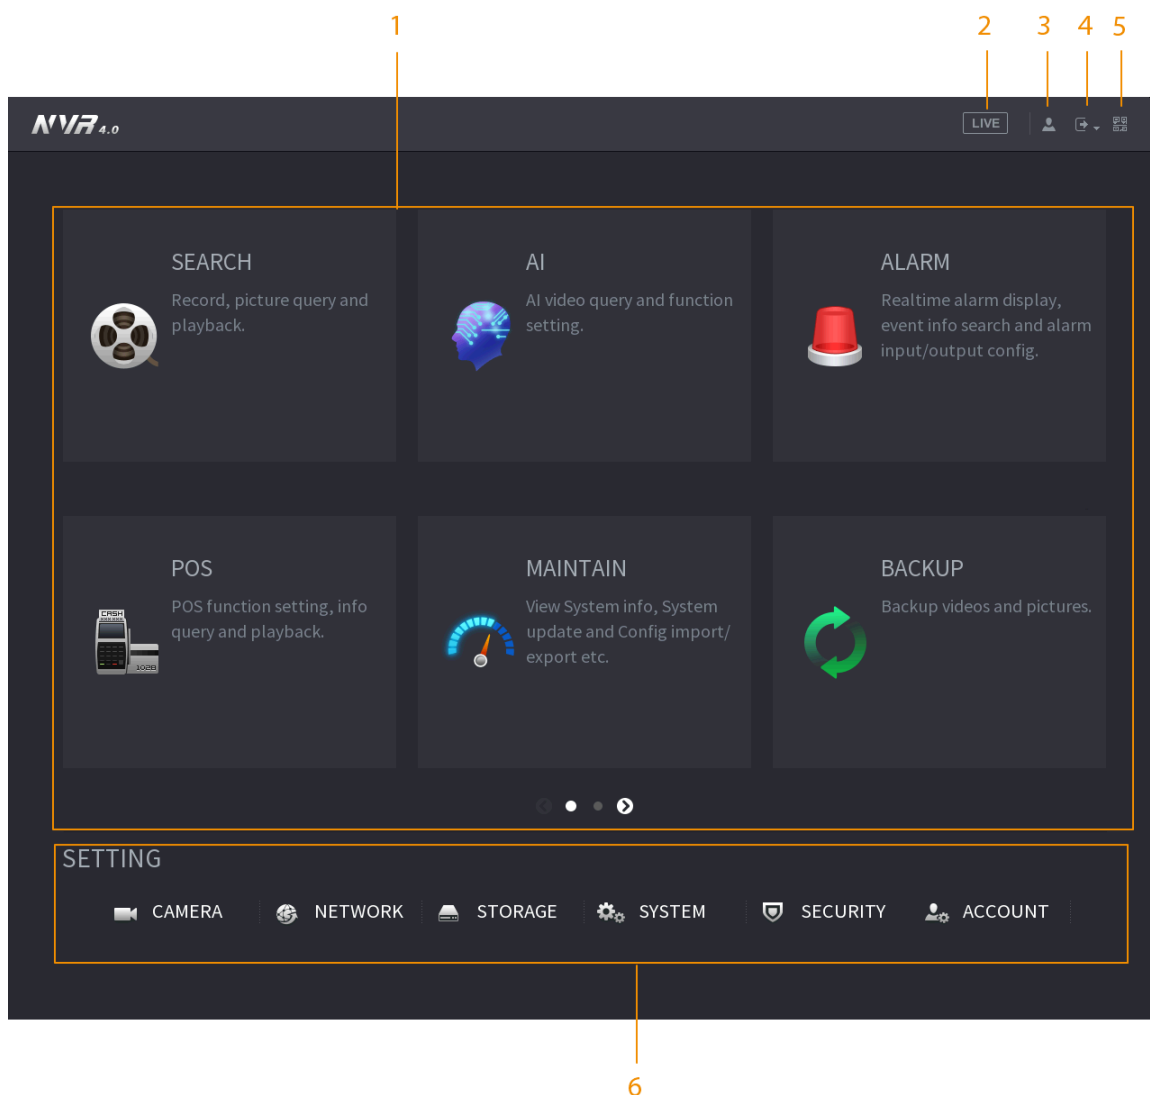 1
2 3 4 5
NVR 4.0
LIVE
SEARCH
Record, picture query and
playback.
AI
AI video query and function
setting.
ALARM
Realtime alarm display,
event info search and alarm
input/output config.
POS
POS function setting, info
query and playback.
CASH
1028
MAINTAIN
View System info, System
update and Config import/
export etc.
BACKUP
Backup videos and pictures.
SETTING
CAMERA NETWORK STORAGE SYSTEM SECURITY ACCOUNT
6